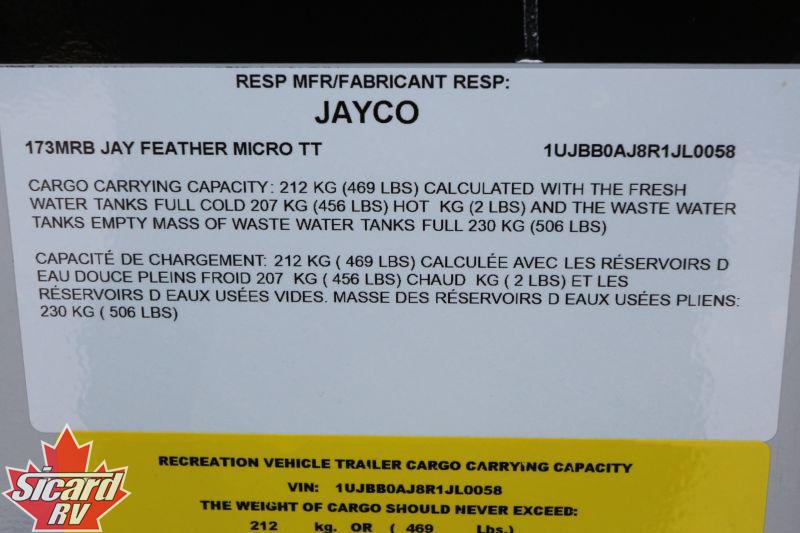 RESP MFR/FABRICANT RESP:
JAYCO
173MRB JAY FEATHER MICRO TT 1UJBB0AJ8R1JL0058
CARGO CARRYING CAPACITY: 212 KG (469 LBS) CALCULATED WITH THE FRESH
WATER TANKS FULL COLD 207 KG (456 LBS) HOT KG (2 LBS) AND THE WASTE WATER
TANKS EMPTY MASS OF WASTE WATER TANKS FULL 230 KG (506 LBS)
CAPACITÉ DE CHARGEMENT: 212 KG ( 469 LBS) CALCULÉE AVEC LES RÉSERVOIRS D
EAU DOUCE PLEINS FROID 207 KG ( 456 LBS) CHAUD KG ( 2 LBS) ET LES
RÉSERVOIRS D EAUX USÉES VIDES. MASSE DES RÉSERVOIRS D EAUX USÉES PLIENS:
230 KG ( 506 LBS)
RECREATION VEHICLE TRAILER CARGO CARRYING CAPACITY
VIN: 1UJBB0AJ8R1JL0058
THE WEIGHT OF CARGO SHOULD NEVER EXCEED:
212 kg. OR ( 469 Lbs.)
Sicard
RV